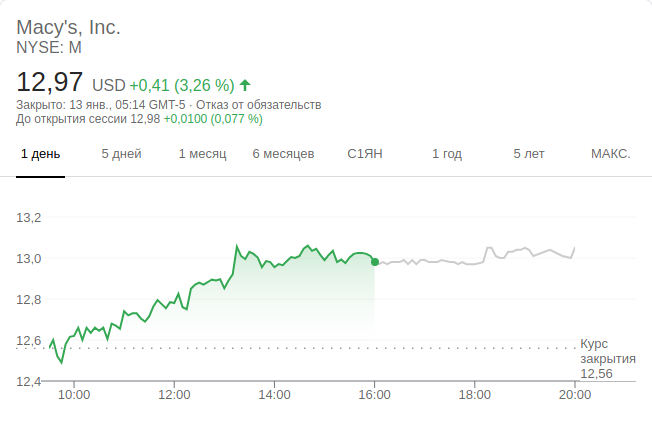 Macy's, Inc.
NYSE: M
12,97 USD +0,41 (3,26 %)
Закрыто: 13 янв., 05:14 GMT-5 · Отказ от обязательств
До открытия сессии 12,98 +0,0100 (0,077 %)
1 день 5 дней 1 месяц 6 месяцев С1ЯН 1 год 5 лет МАКС.
13,2
13,0
12,8
12,6
Курс
закрытия
12,56
12,4
10:00 12:00 14:00 16:00 18:00 20:00